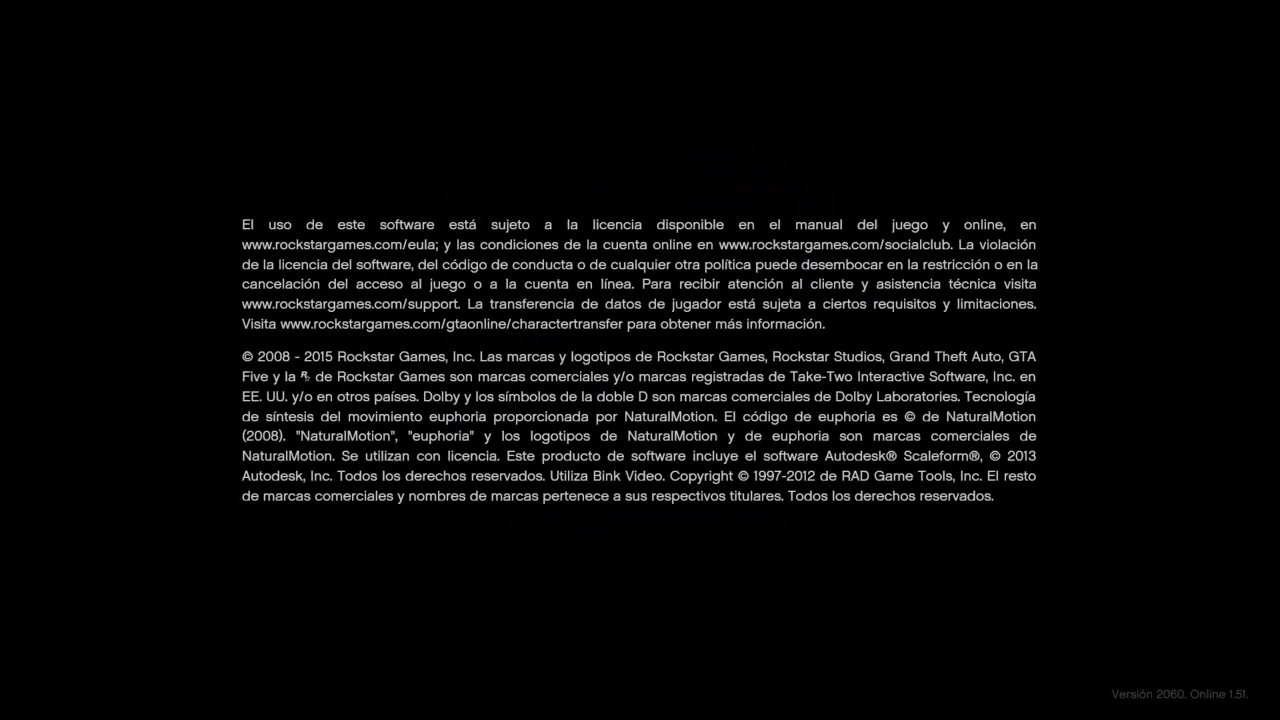 El uso de este software está sujeto a la licencia disponible en el manual del juego y online, en
www.rockstargames.com/eula; y las condiciones de la cuenta online en www.rockstargames.com/socialclub. La violación
de la licencia del software, del código de conducta o de cualquier otra política puede desembocar en la restricción o en la
cancelación del acceso al juego o a la cuenta en línea. Para recibir atención al cliente y asistencia técnica visita
www.rockstargames.com/support. La transferencia de datos de jugador está sujeta a ciertos requisitos y limitaciones.
Visita www.rockstargames.com/gtaonline/charactertransfer para obtener más información.
© 2008 - 2015 Rockstar Games, Inc. Las marcas y logotipos de Rockstar Games, Rockstar Studios, Grand Theft Auto, GTA
Five y la R* de Rockstar Games son marcas comerciales y/o marcas registradas de Take-Two Interactive Software, Inc. en
EE. UU. y/o en otros países. Dolby y los símbolos de la doble D son marcas comerciales de Dolby Laboratories. Tecnología
de síntesis del movimiento euphoria proporcionada por NaturalMotion. El código de euphoria es © de NaturalMotion
(2008). "NaturalMotion", "euphoria" y los logotipos de NaturalMotion y de euphoria son marcas comerciales de
NaturalMotion. Se utilizan con licencia. Este producto de software incluye el software Autodesk® Scaleform®, © 2013
Autodesk, Inc. Todos los derechos reservados. Utiliza Bink Video. Copyright © 1997-2012 de RAD Game Tools, Inc. El resto
de marcas comerciales y nombres de marcas pertenece a sus respectivos titulares. Todos los derechos reservados.
Versión 2060. Online 1.51.